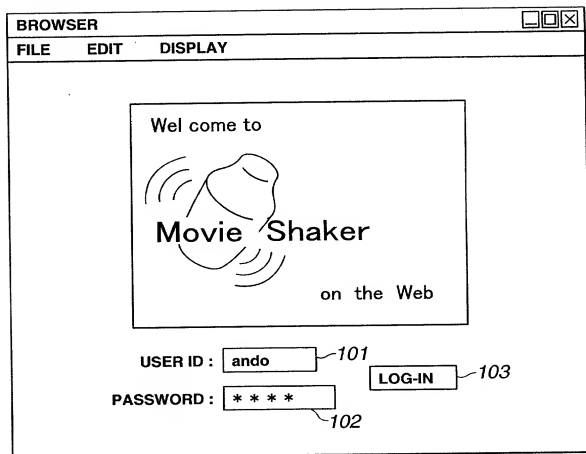 BROWSER
FILE EDIT DISPLAY
Wel come to
Movie Shaker
on the Web
USER ID : ando 101
LOG-IN 103
PASSWORD : * * * * 102